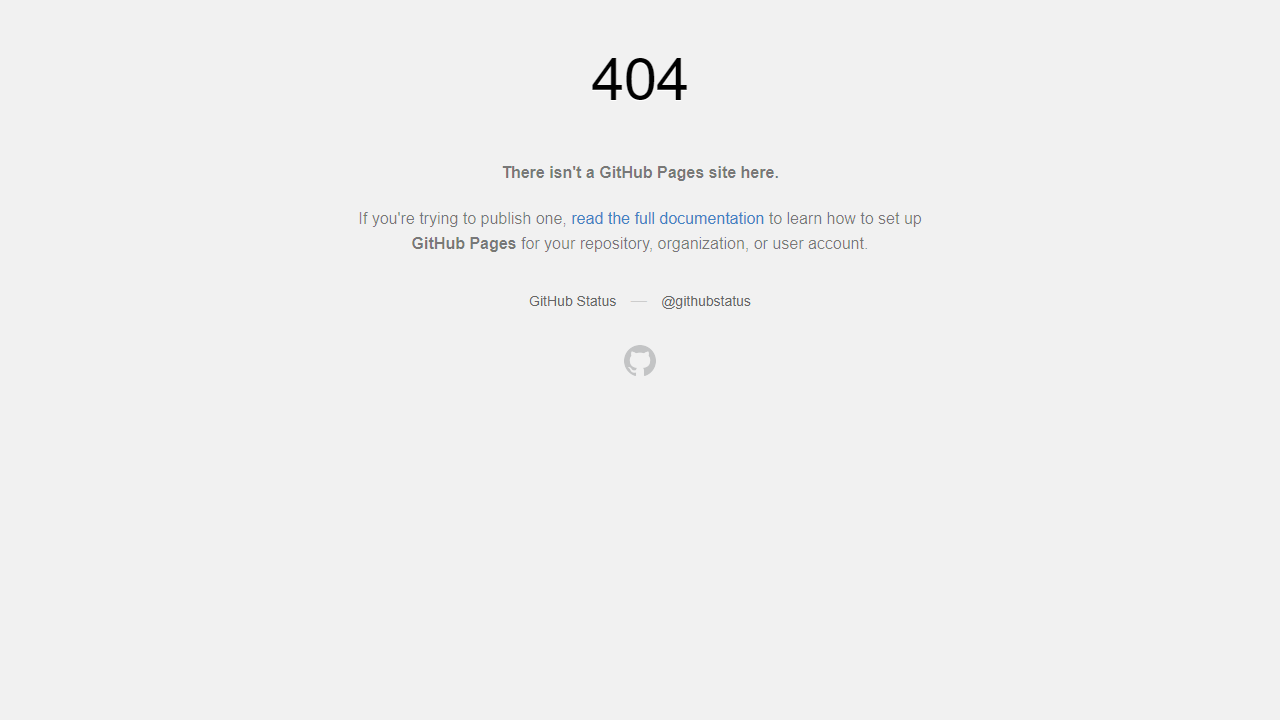 404
There isn't a GitHub Pages site here.
If you're trying to publish one, read the full documentation to learn how to set up
GitHub Pages for your repository, organization, or user account.
GitHub Status — @githubstatus